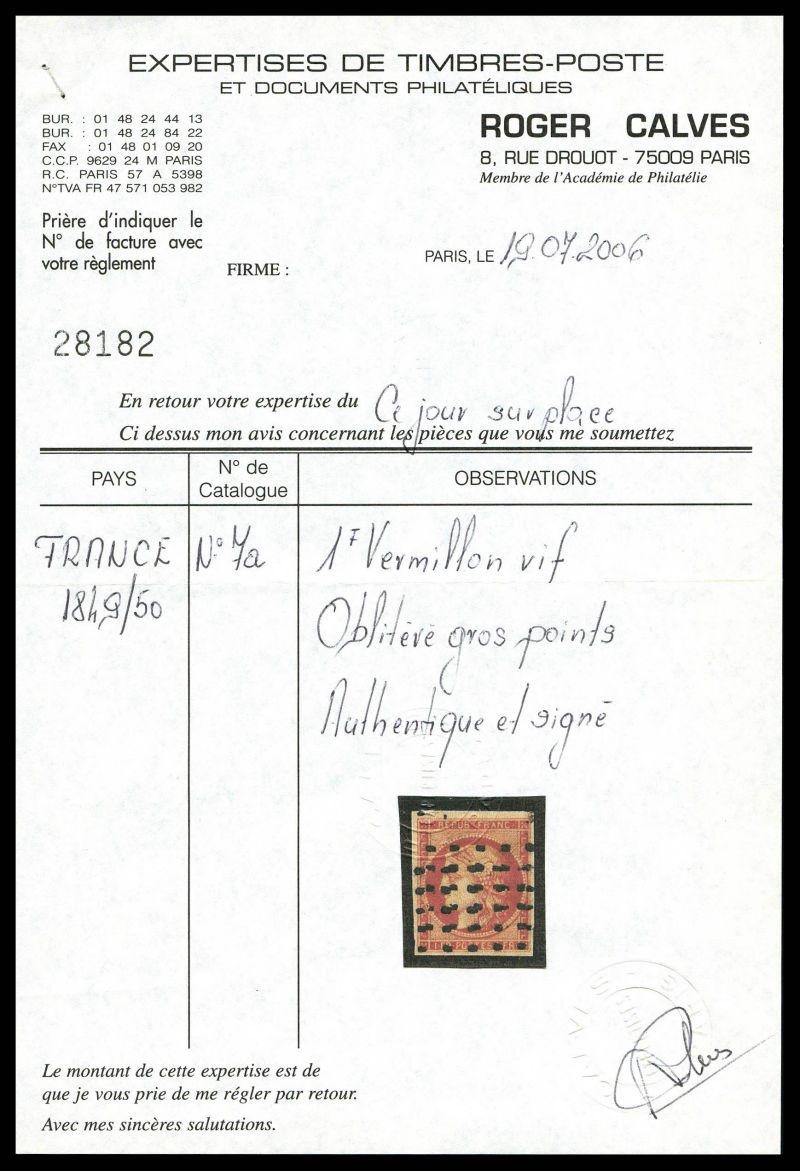 EXPERTISES DE TIMBRES-POSTE
ET DOCUMENTS PHILATÉLIQUES
BUR. : 01 48 24 44 13
BUR. : 01 48 24 84 22
FAX : 01 48 01 09 20
C.C.P. 9629 24 M PARIS
R.C. PARIS 57 A 5398
N°TVA FR 47 571 053 982
ROGER CALVES
8, RUE DROUOT - 75009 PARIS
Membre de l'Académie de Philatélie
Prière d'indiquer le
N° de facture avec
votre règlement
FIRME :
PARIS, LE 19.07.2006
28182
En retour votre expertise du Ce jour sur place
Ci dessus mon avis concernant les pièces que vous me soumettez
PAYS
N° de
Catalogue
OBSERVATIONS
FRANCE N° 7a 1F Vermillon vif
1849/50
Oblitéré gros points
Authentique et signé
REPUB FRANC
Le montant de cette expertise est de
que je vous prie de me régler par retour.
Avec mes sincères salutations.